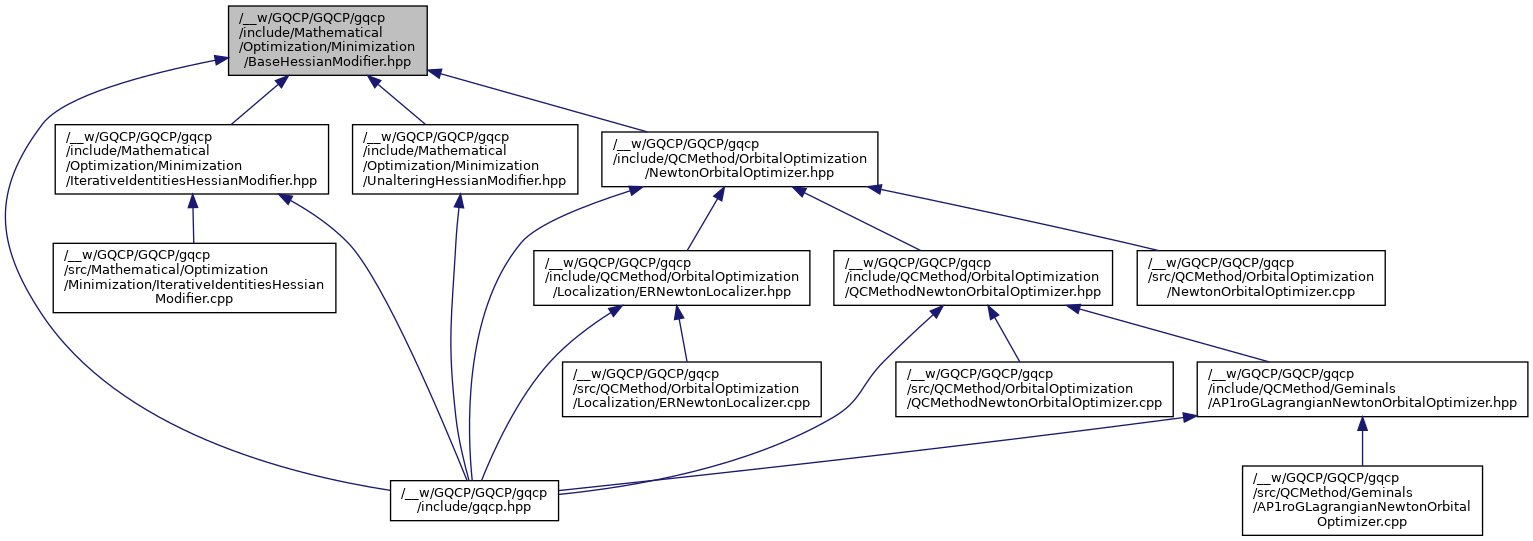 /__w/GQCP/GQCP/gqcp
/include/Mathematical
/Optimization/Minimization
/BaseHessianModifier.hpp
/__w/GQCP/GQCP/gqcp
/include/Mathematical
/Optimization/Minimization
/IterativeIdentitiesHessianModifier.hpp
/__w/GQCP/GQCP/gqcp
/include/Mathematical
/Optimization/Minimization
/UnalteringHessianModifier.hpp
/__w/GQCP/GQCP/gqcp
/include/QCMethod/OrbitalOptimization
/NewtonOrbitalOptimizer.hpp
/__w/GQCP/GQCP/gqcp
/src/Mathematical/Optimization
/Minimization/IterativeIdentitiesHessian
Modifier.cpp
/__w/GQCP/GQCP/gqcp
/include/QCMethod/OrbitalOptimization
/Localization/ERNewtonLocalizer.hpp
/__w/GQCP/GQCP/gqcp
/include/QCMethod/OrbitalOptimization
/QCMethodNewtonOrbitalOptimizer.hpp
/__w/GQCP/GQCP/gqcp
/src/QCMethod/OrbitalOptimization
/NewtonOrbitalOptimizer.cpp
/__w/GQCP/GQCP/gqcp
/src/QCMethod/OrbitalOptimization
/Localization/ERNewtonLocalizer.cpp
/__w/GQCP/GQCP/gqcp
/src/QCMethod/OrbitalOptimization
/QCMethodNewtonOrbitalOptimizer.cpp
/__w/GQCP/GQCP/gqcp
/include/QCMethod/Geminals
/AP1roGLagrangianNewtonOrbitalOptimizer.hpp
/__w/GQCP/GQCP/gqcp
/include/gqcp.hpp
/__w/GQCP/GQCP/gqcp
/src/QCMethod/Geminals
/AP1roGLagrangianNewtonOrbital
Optimizer.cpp